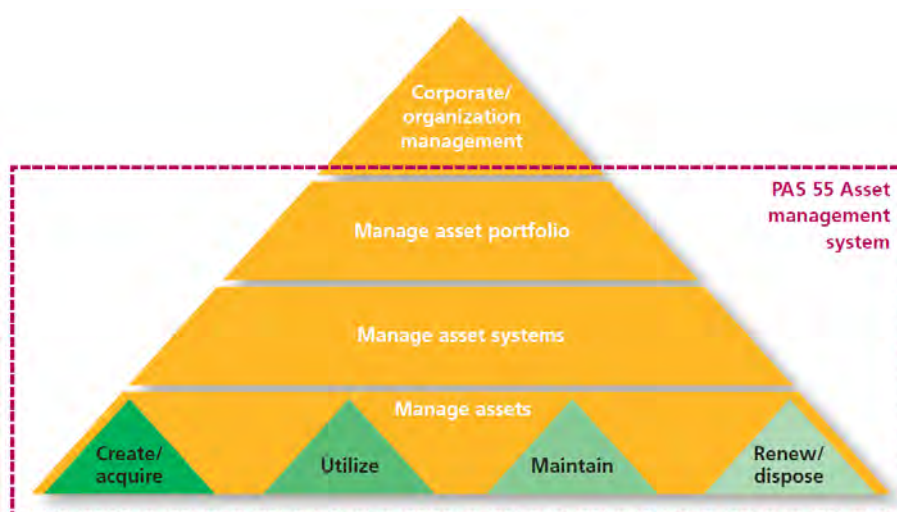 Corporate/
organization
management
PAS 55 Asset
management
system
Manage asset portfolio
Manage asset systems
Manage assets
Create/
acquire
Utilize
Maintain
Renew/
dispose